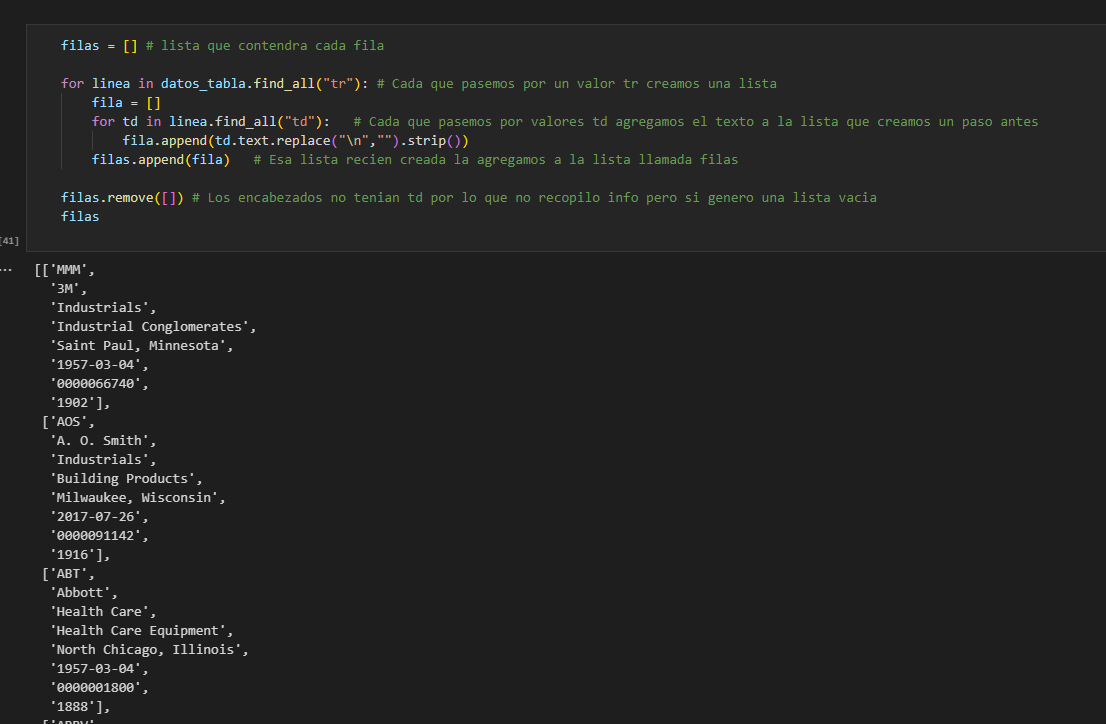 filas = [] # lista que contendra cada fila
for linea in datos_tabla.find_all("tr"): # Cada que pasemos por un valor tr creamos una lista
fila = []
for td in linea.find_all("td"):   # Cada que pasemos por valores td agregamos el texto a la lista que creamos un paso antes
fila.append(td.text.replace("\n","").strip())
filas.append(fila)   # Esa lista recien creada la agregamos a la lista llamada filas
filas.remove([]) # Los encabezados no tenian td por lo que no recopilo info pero si genero una lista vacia
filas
[41]
... [['MMM',
'3M',
'Industrials',
'Industrial Conglomerates',
'Saint Paul, Minnesota',
'1957-03-04',
'0000066740',
'1902'],
['AOS',
'A. O. Smith',
'Industrials',
'Building Products',
'Milwaukee, Wisconsin',
'2017-07-26',
'0000091142',
'1916'],
['ABT',
'Abbott',
'Health Care',
'Health Care Equipment',
'North Chicago, Illinois',
'1957-03-04',
'0000001800',
'1888'],
['ABBV',